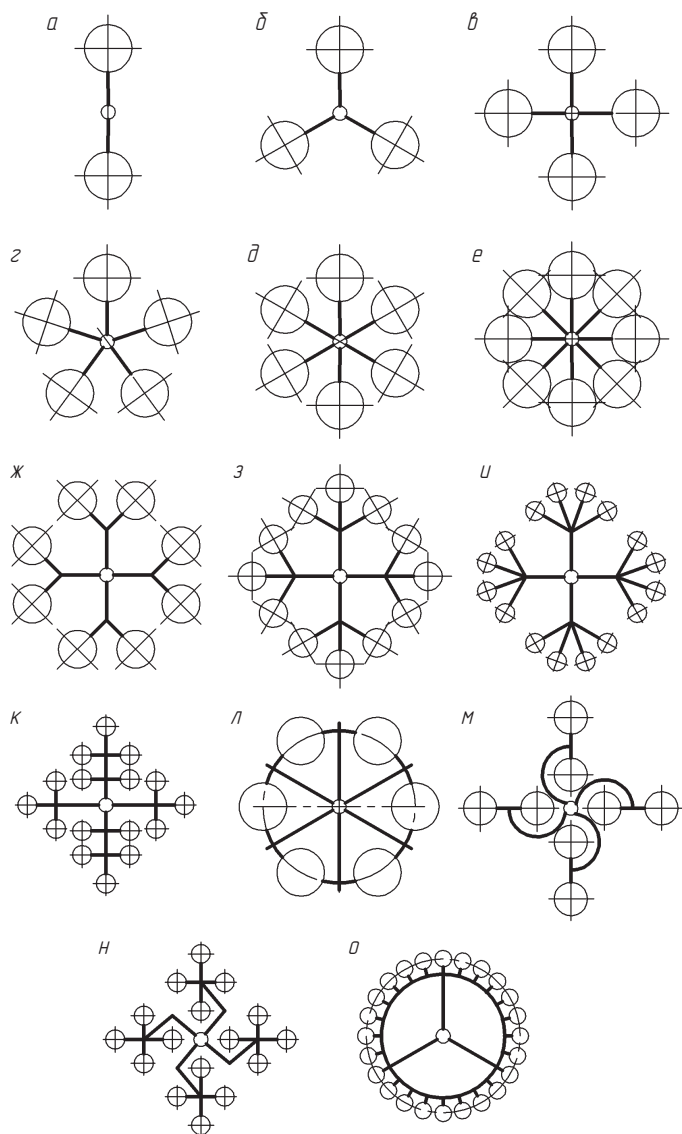 а б в
г д е
ж з и
к л м
н о